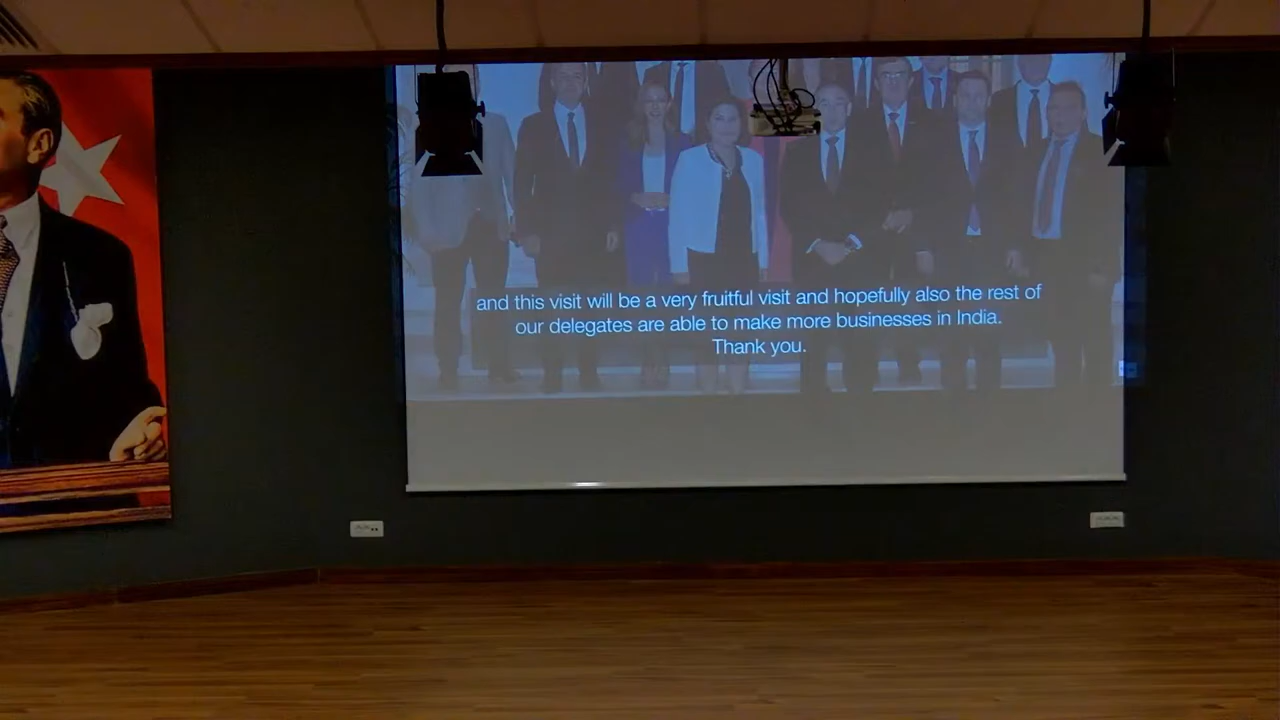 and this visit will be a very fruitful visit and hopefully also the rest of
our delegates are able to make more businesses in India.
Thank you.